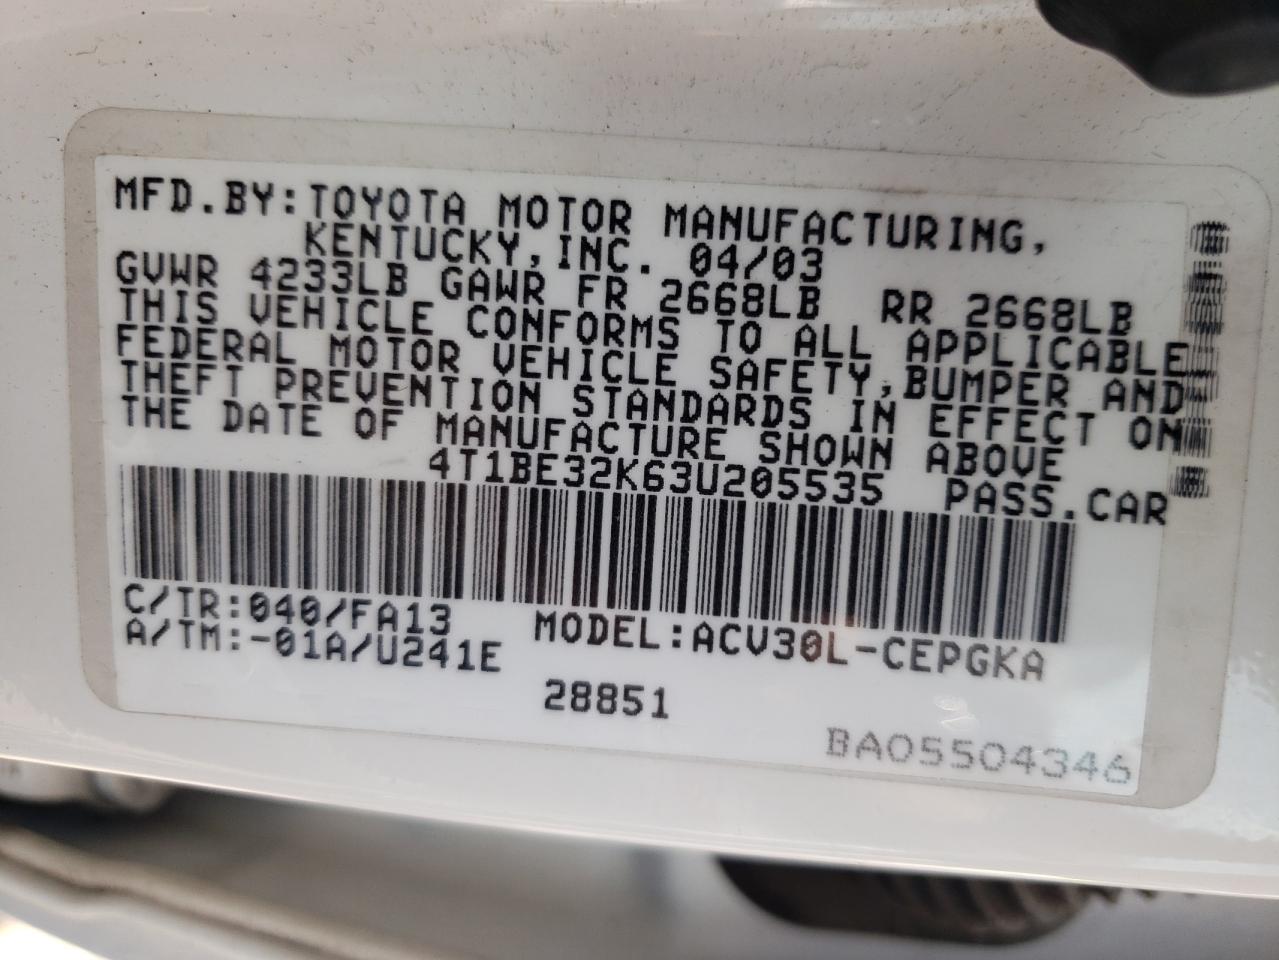 MFD.BY:TOYOTA MOTOR MANUFACTURING,
KENTUCKY,INC. 04/03
GVWR 4233LB GAWR FR 2668LB RR 2668LB
THIS VEHICLE CONFORMS TO ALL APPLICABLE
FEDERAL MOTOR VEHICLE SAFETY,BUMPER AND
THEFT PREVENTION STANDARDS IN EFFECT ON
THE DATE OF MANUFACTURE SHOWN ABOVE
4T1BE32K63U205535 PASS.CAR
C/TR:040/FA13 MODEL:ACV30L-CEPGKA
A/TM:-01A/U241E
28851
BA05504346